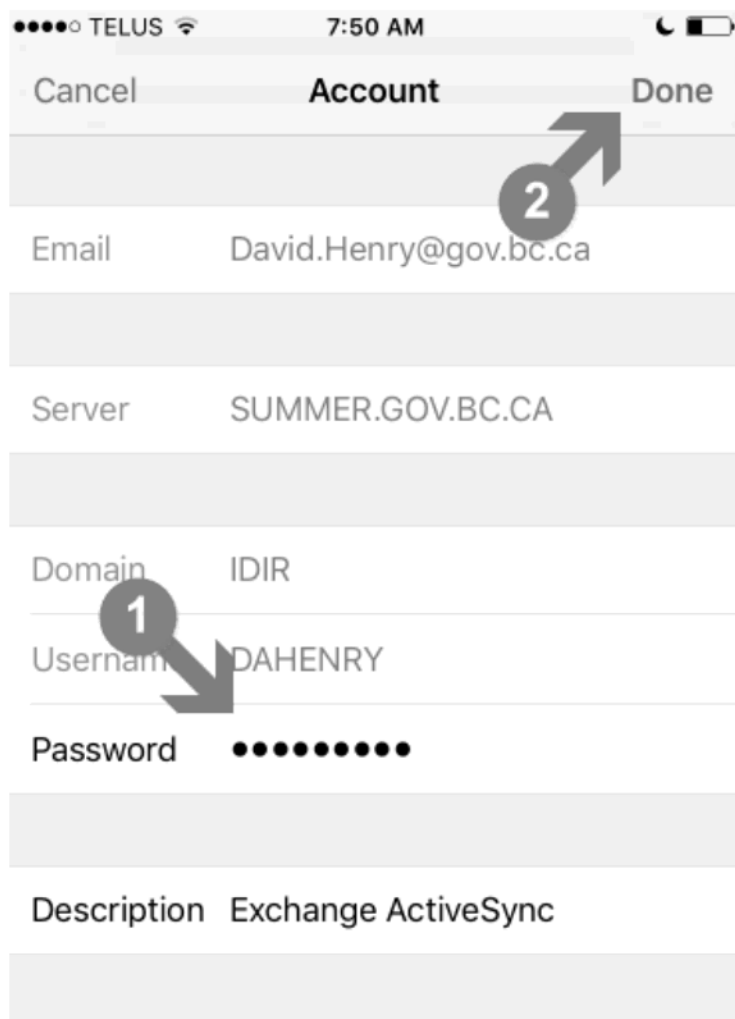 TELUS 7:50 AM
Cancel Account Done
2
Email David.Henry@gov.bc.ca
Server SUMMER.GOV.BC.CA
Domain IDIR
1
Usernam DAHENRY
Password •••••••••
Description Exchange ActiveSync